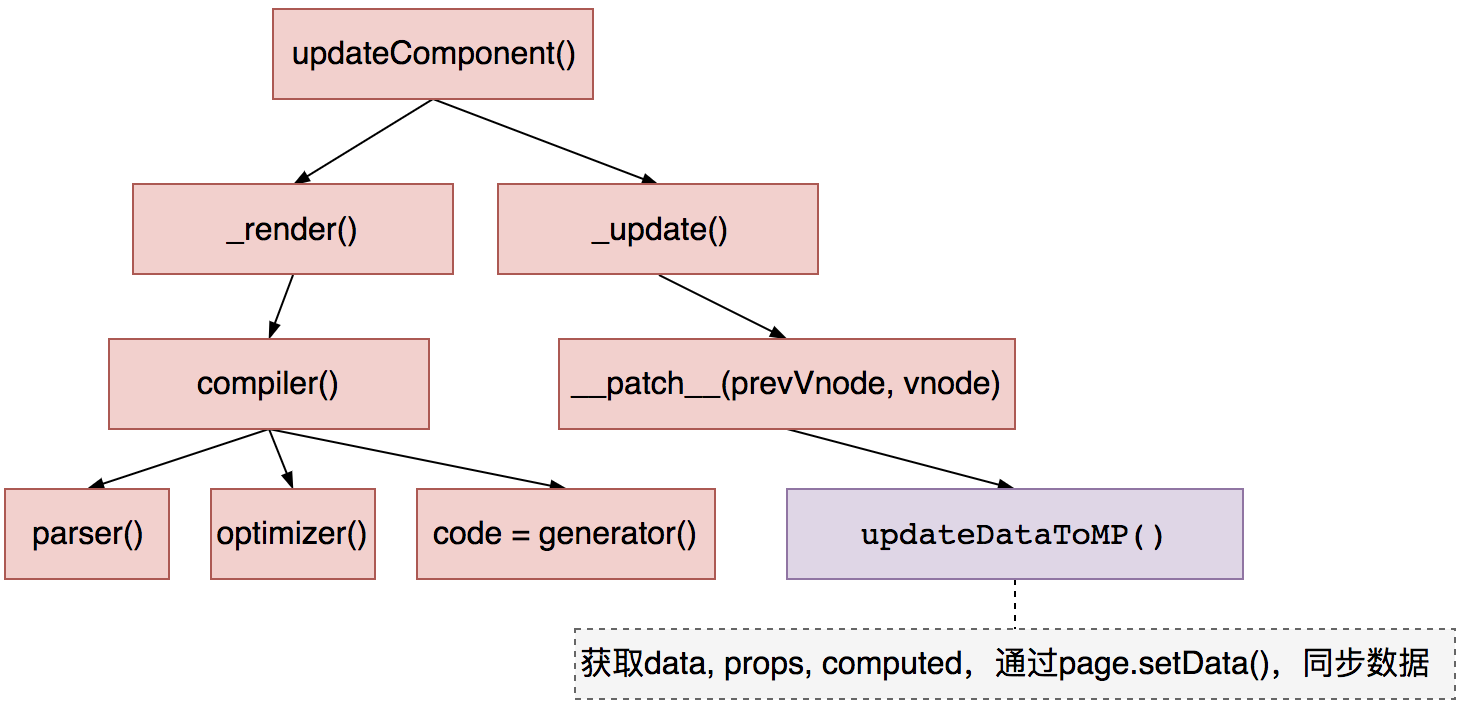 updateComponent()
_render()
_update()
compiler()
__patch__(prevVnode, vnode)
parser()
optimizer()
code = generator()
updateDataToMP()
获取data, props, computed，通过page.setData()，同步数据